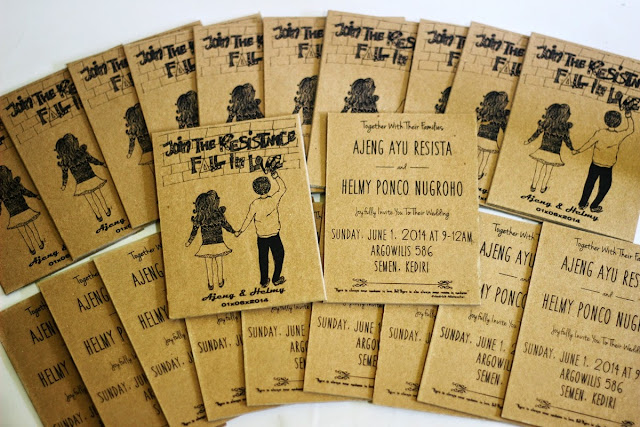 Join The Resistance
Fall In Love
Ajeng & Helmy
01x06x2014
Together With Their Families
AJENG AYU RESISTA
and
HELMY PONCO NUGROHO
Joyfully Invite You To Their Wedding
SUNDAY, JUNE 1, 2014 AT 9-12AM
ARGOWILIS 586
SEMEN, KEDIRI